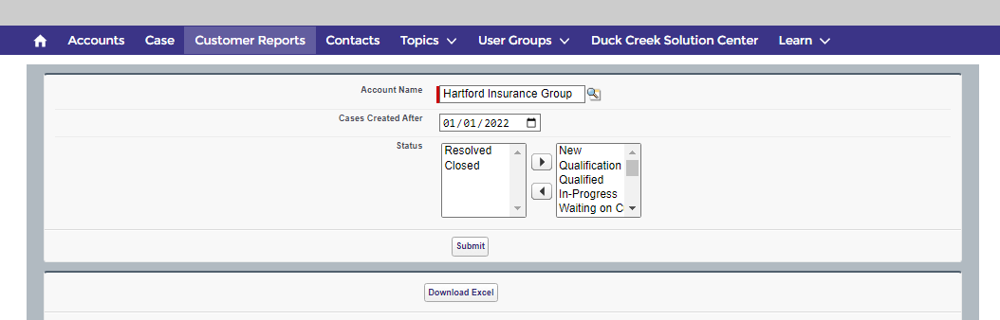 Accounts Case Customer Reports Contacts Topics User Groups Duck Creek Solution Center Learn
Account Name Hartford Insurance Group
Cases Created After 01/01/2022
Status
Resolved
Closed
New
Qualification
Qualified
In-Progress
Waiting on C
Submit
Download Excel